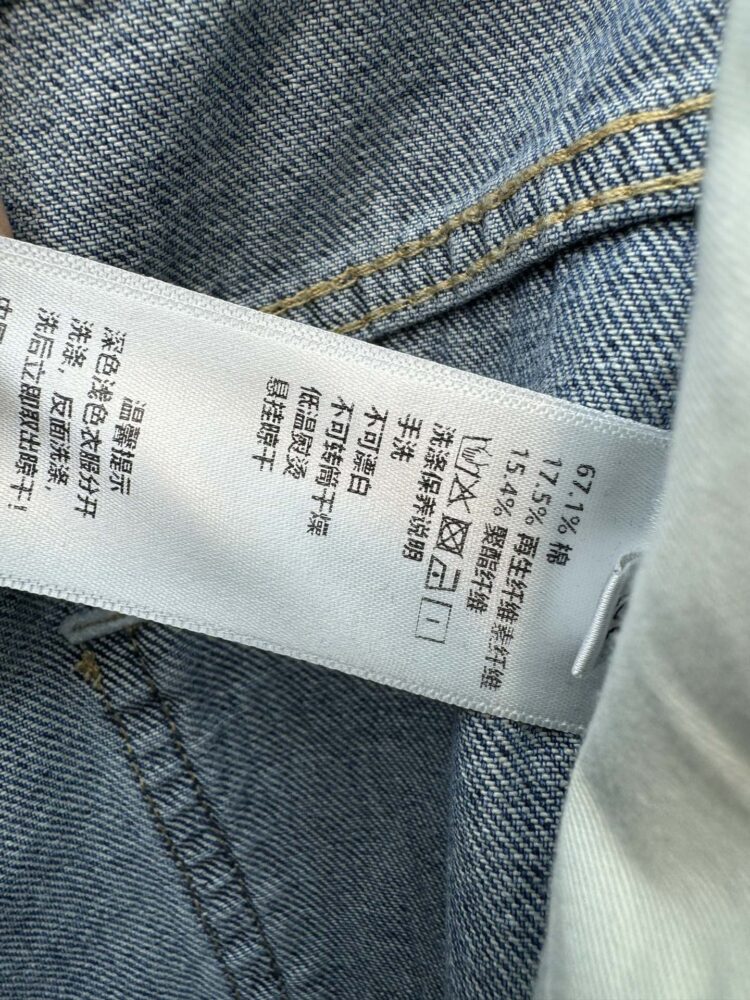 67.1% 棉
17.5% 再生纤维素纤维
15.4% 聚酯纤维
洗涤保养说明
手洗
不可漂白
不可转筒干燥
低温熨烫
悬挂晾干
温馨提示
深色浅色衣服分开
洗涤，反面洗涤，
洗后立即取出晾干！